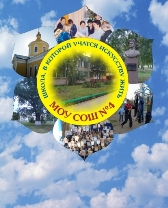 ШКОЛА, В КОТОРОЙ УЧАТСЯ ИСКУССТВУ ЖИТЬ
МОУ СОШ №4